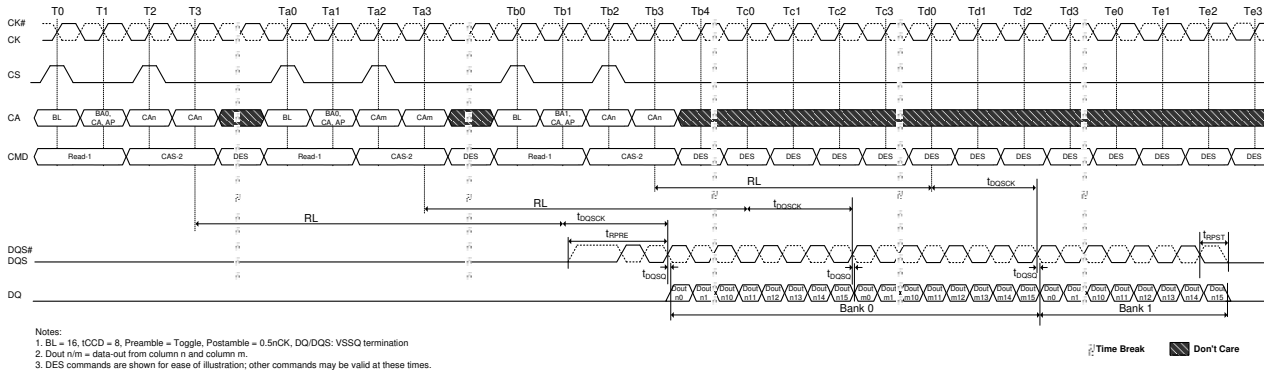 T0 T1 T2 T3 Ta0 Ta1 Ta2 Ta3 Tb0 Tb1 Tb2 Tb3 Tb4 Tc0 Tc1 Tc2 Tc3 Td0 Td1 Td2 Td3 Te0 Te1 Te2 Te3
CK#
CK
CS
CA BL BA0, CA, AP CAn CAn BL BA0, CA, AP CAm CAm BL BA1, CA, AP CAn CAn
CMD Read-1 CAS-2 DES Read-1 CAS-2 DES Read-1 CAS-2 DES DES DES DES DES DES DES DES DES DES DES DES DES
RL tDQSCK
RL tDQSCK
RL tDQSCK
tRPRE tRPST
DQS#
DQS
tDQSQ tDQSQ tDQSQ
DQ Dout n0 Dout n1 Dout n10 Dout n11 Dout n12 Dout n13 Dout n14 Dout n15 Dout m0 Dout m1 Dout m10 Dout m11 Dout m12 Dout m13 Dout m14 Dout m15 Dout n0 Dout n1 Dout n10 Dout n11 Dout n12 Dout n13 Dout n14 Dout n15
Bank 0 Bank 1
Notes:
1. BL = 16, tCCD = 8, Preamble = Toggle, Postamble = 0.5nCK, DQ/DQS: VSSQ termination
2. Dout n/m = data-out from column n and column m.
3. DES commands are shown for ease of illustration; other commands may be valid at these times.
Time Break Don't Care